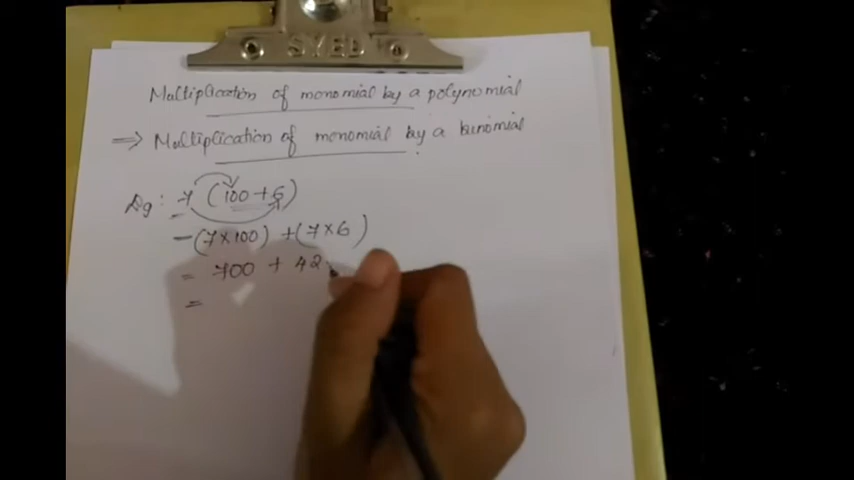 SYED
Multiplication of monomial by a polynomial
⇒ Multiplication of monomial by a binomial
Eg: 7 (100+6)
= (7×100) + (7×6)
= 700 + 42
=